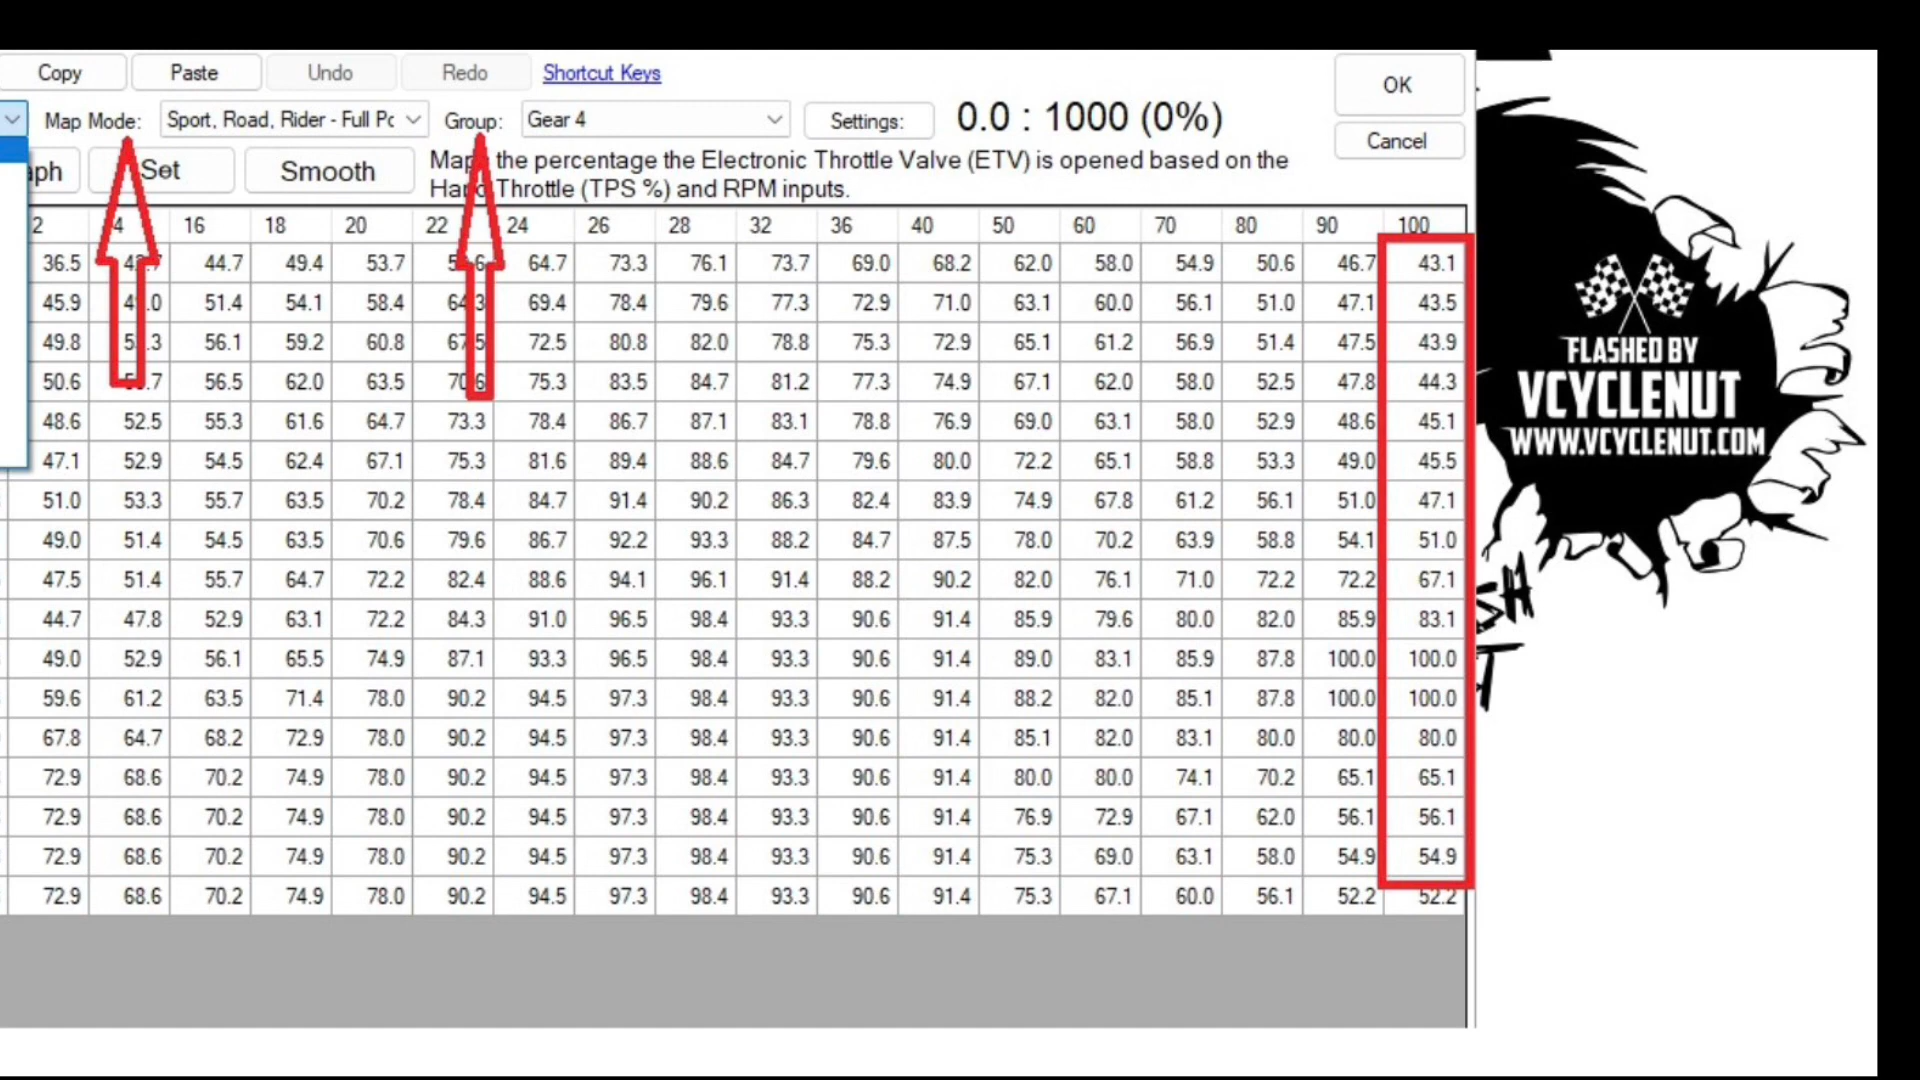 Copy Paste Undo Redo Shortcut Keys OK
Map Mode: Sport, Road, Rider - Full Pc Group: Gear 4 Settings: 0.0 : 1000 (0%)
Cancel
aph Set Smooth
the percentage the Electronic Throttle Valve (ETV) is opened based on the
Throttle (TPS %) and RPM inputs.
2 4 16 18 20 22 24 26 28 32 36 40 50 60 70 80 90 100
36.5 44.7 49.4 53.7 64.7 73.3 76.1 73.7 69.0 68.2 62.0 58.0 54.9 50.6 46.7 43.1
45.9 51.4 54.1 58.4 64.3 69.4 78.4 79.6 77.3 72.9 71.0 63.1 60.0 56.1 51.0 47.1 43.5
49.8 56.1 59.2 60.8 67.5 72.5 80.8 82.0 78.8 75.3 72.9 65.1 61.2 56.9 51.4 47.5 43.9
50.6 56.5 62.0 63.5 70.6 75.3 83.5 84.7 81.2 77.3 74.9 67.1 62.0 58.0 52.5 47.8 44.3
48.6 52.5 55.3 61.6 64.7 73.3 78.4 86.7 87.1 83.1 78.8 76.9 69.0 63.1 58.0 52.9 48.6 45.1
47.1 52.9 54.5 62.4 67.1 75.3 81.6 89.4 88.6 84.7 79.6 80.0 72.2 65.1 58.8 53.3 49.0 45.5
51.0 53.3 55.7 63.5 70.2 78.4 84.7 91.4 90.2 86.3 82.4 83.9 74.9 67.8 61.2 56.1 51.0 47.1
49.0 51.4 54.5 63.5 70.6 79.6 86.7 92.2 93.3 88.2 84.7 87.5 78.0 70.2 63.9 58.8 54.1 51.0
47.5 51.4 55.7 64.7 72.2 82.4 88.6 94.1 96.1 91.4 88.2 90.2 82.0 76.1 71.0 72.2 72.2 67.1
44.7 47.8 52.9 63.1 72.2 84.3 91.0 96.5 98.4 93.3 90.6 91.4 85.9 79.6 80.0 82.0 85.9 83.1
49.0 52.9 56.1 65.5 74.9 87.1 93.3 96.5 98.4 93.3 90.6 91.4 89.0 83.1 85.9 87.8 100.0 100.0
59.6 61.2 63.5 71.4 78.0 90.2 94.5 97.3 98.4 93.3 90.6 91.4 88.2 82.0 85.1 87.8 100.0 100.0
67.8 64.7 68.2 72.9 78.0 90.2 94.5 97.3 98.4 93.3 90.6 91.4 85.1 82.0 83.1 80.0 80.0 80.0
72.9 68.6 70.2 74.9 78.0 90.2 94.5 97.3 98.4 93.3 90.6 91.4 80.0 80.0 74.1 70.2 65.1 65.1
72.9 68.6 70.2 74.9 78.0 90.2 94.5 97.3 98.4 93.3 90.6 91.4 76.9 72.9 67.1 62.0 56.1 56.1
72.9 68.6 70.2 74.9 78.0 90.2 94.5 97.3 98.4 93.3 90.6 91.4 75.3 69.0 63.1 58.0 54.9 54.9
72.9 68.6 70.2 74.9 78.0 90.2 94.5 97.3 98.4 93.3 90.6 91.4 75.3 67.1 60.0 56.1 52.2 52.2
FLASHED BY
VCYCLENUT
WWW.VCYCLENUT.COM
SH
T